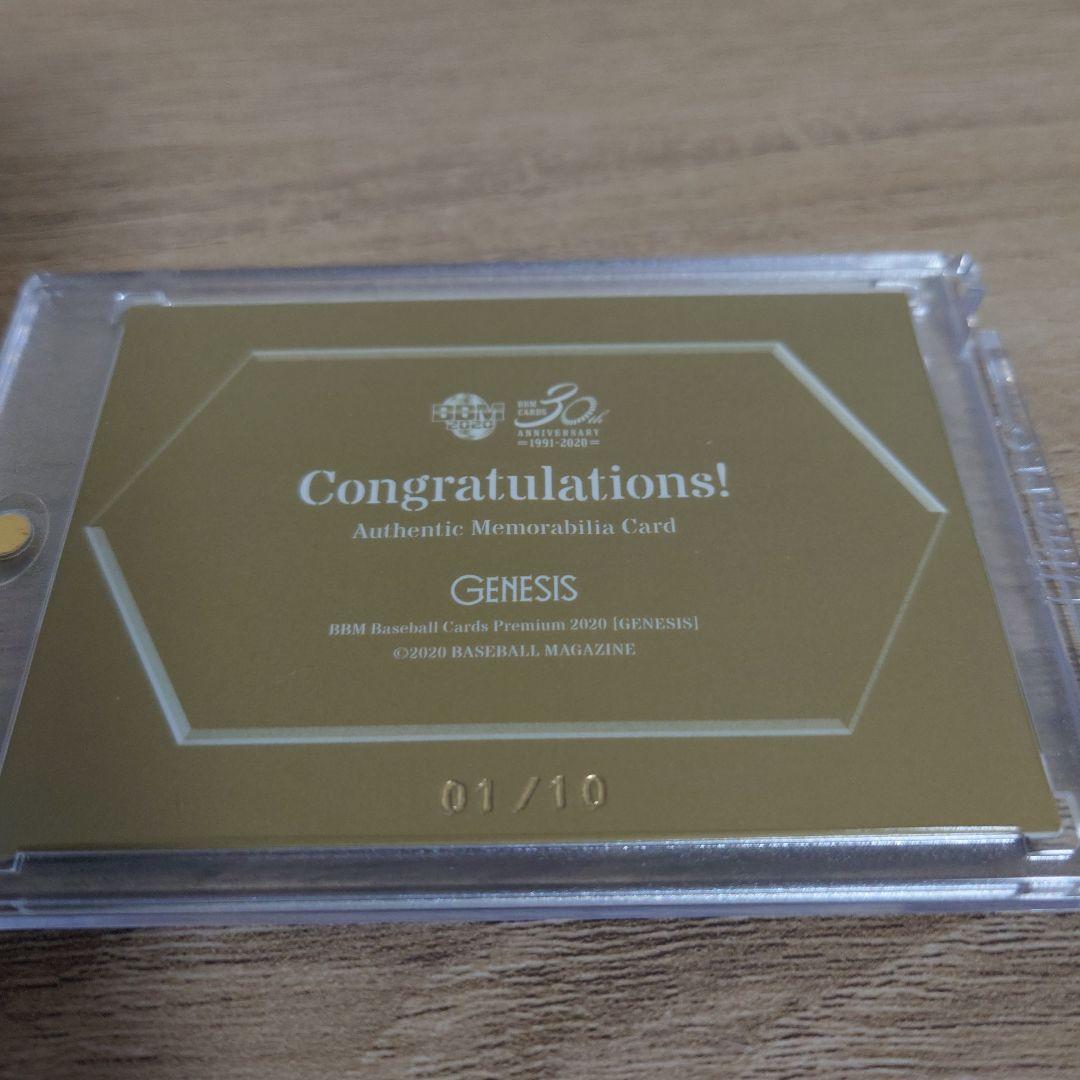 BBM
2020
BBM
CARDS
30th
ANNIVERSARY
=1991-2020=
Congratulations!
Authentic Memorabilia Card
GENESIS
BBM Baseball Cards Premium 2020 [GENESIS]
©2020 BASEBALL MAGAZINE
01/10